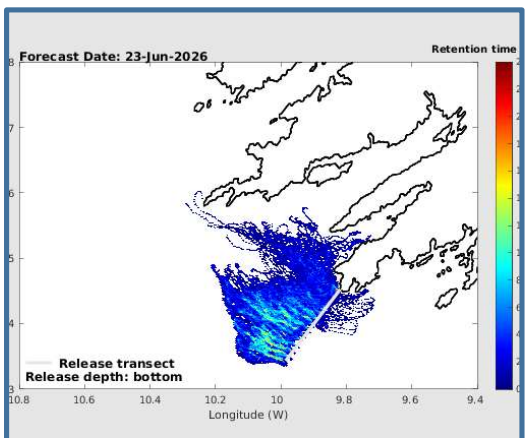 Forecast Date: 23-Jun-2026
Retention time
8
7
6
5
4
3
Release transect
Release depth: bottom
10.8
10.6
10.4
10.2
10
9.8
9.6
9.4
Longitude (W)